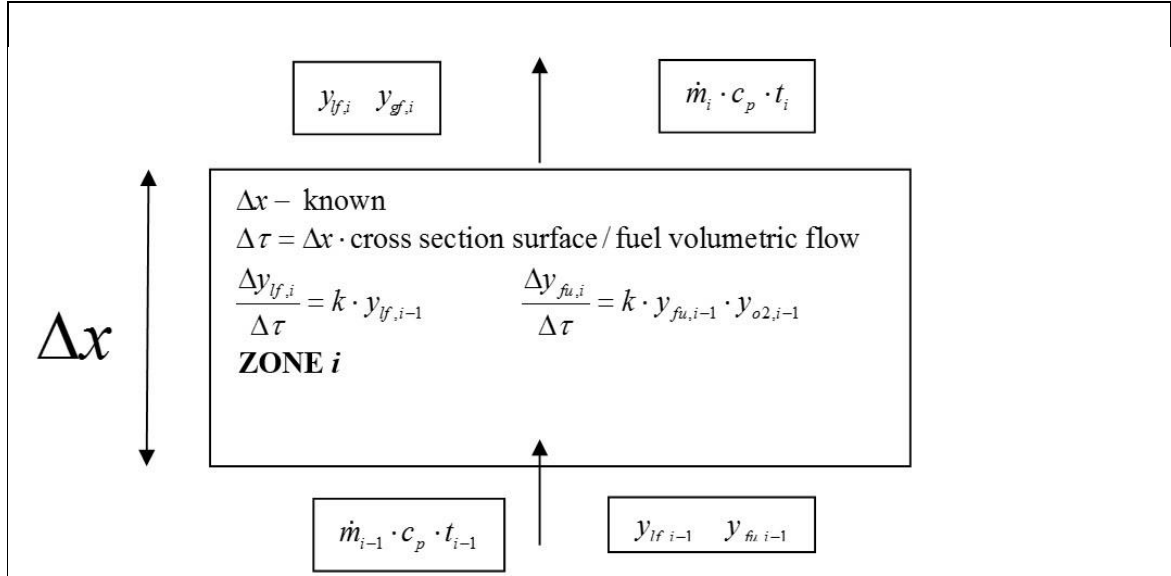 y_{lf,i} y_{gf,i} ṁ_i · c_p · t_i
Δx – known
Δτ = Δx · cross section surface / fuel volumetric flow
Δy_{lf,i} / Δτ = k · y_{lf,i-1} Δy_{fu,i} / Δτ = k · y_{fu,i-1} · y_{o2,i-1}
Δx
ZONE i
ṁ_{i-1} · c_p · t_{i-1} y_{lf i-1} y_{fu i-1}